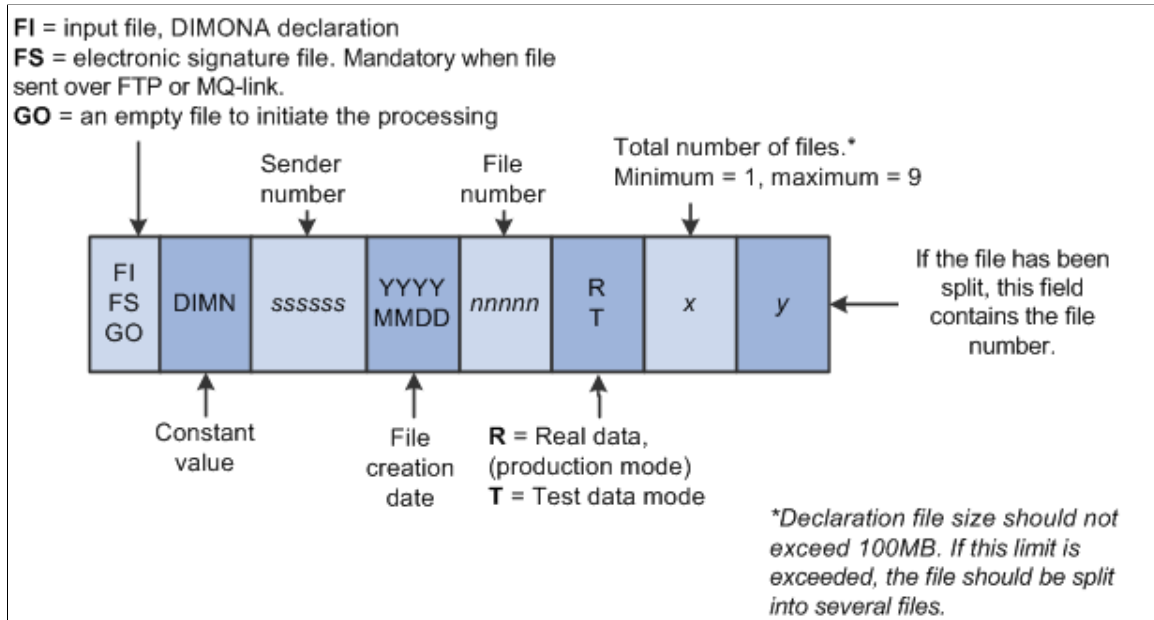 FI = input file, DIMONA declaration
FS = electronic signature file. Mandatory when file
sent over FTP or MQ-link.
GO = an empty file to initiate the processing
Sender
number
File
number
Total number of files.*
Minimum = 1, maximum = 9
FI
FS
GO
DIMN
ssssss
YYYY
MMDD
nnnnn
R
T
x
y
If the file has been
split, this field
contains the file
number.
Constant
value
File
creation
date
R = Real data,
(production mode)
T = Test data mode
*Declaration file size should not
exceed 100MB. If this limit is
exceeded, the file should be split
into several files.